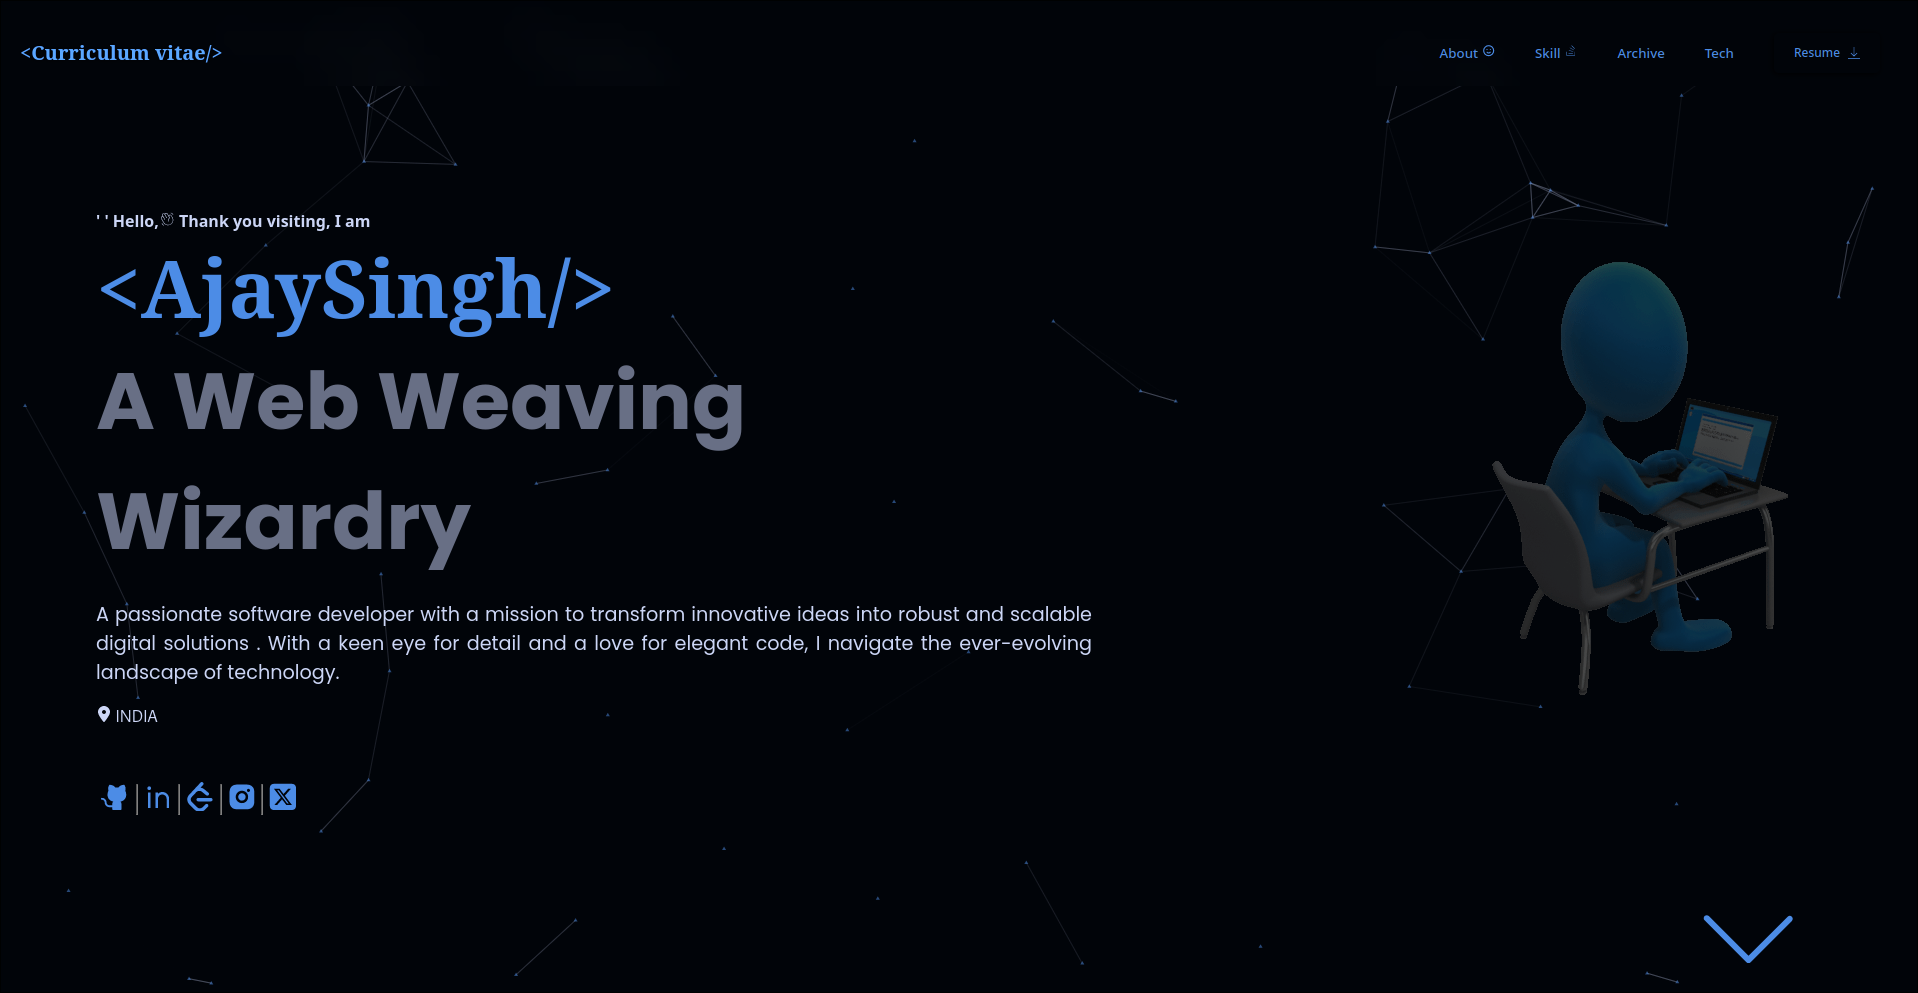 <Curriculum vitae/>
About
Skill
Archive
Tech
Resume
' ' Hello, Thank you visiting, I am
<AjaySingh/>
A Web Weaving
Wizardry
A passionate software developer with a mission to transform innovative ideas into robust and scalable
digital solutions . With a keen eye for detail and a love for elegant code, I navigate the ever-evolving
landscape of technology.
INDIA